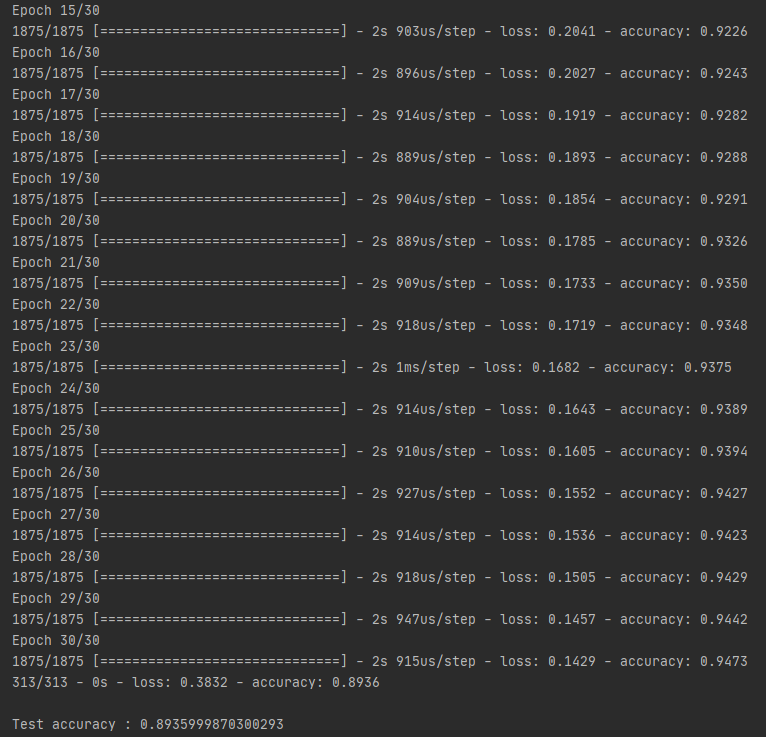 Epoch 15/30
1875/1875 [==============================] - 2s 903us/step - loss: 0.2041 - accuracy: 0.9226
Epoch 16/30
1875/1875 [==============================] - 2s 896us/step - loss: 0.2027 - accuracy: 0.9243
Epoch 17/30
1875/1875 [==============================] - 2s 914us/step - loss: 0.1919 - accuracy: 0.9282
Epoch 18/30
1875/1875 [==============================] - 2s 889us/step - loss: 0.1893 - accuracy: 0.9288
Epoch 19/30
1875/1875 [==============================] - 2s 904us/step - loss: 0.1854 - accuracy: 0.9291
Epoch 20/30
1875/1875 [==============================] - 2s 889us/step - loss: 0.1785 - accuracy: 0.9326
Epoch 21/30
1875/1875 [==============================] - 2s 909us/step - loss: 0.1733 - accuracy: 0.9350
Epoch 22/30
1875/1875 [==============================] - 2s 918us/step - loss: 0.1719 - accuracy: 0.9348
Epoch 23/30
1875/1875 [==============================] - 2s 1ms/step - loss: 0.1682 - accuracy: 0.9375
Epoch 24/30
1875/1875 [==============================] - 2s 914us/step - loss: 0.1643 - accuracy: 0.9389
Epoch 25/30
1875/1875 [==============================] - 2s 910us/step - loss: 0.1605 - accuracy: 0.9394
Epoch 26/30
1875/1875 [==============================] - 2s 927us/step - loss: 0.1552 - accuracy: 0.9427
Epoch 27/30
1875/1875 [==============================] - 2s 914us/step - loss: 0.1536 - accuracy: 0.9423
Epoch 28/30
1875/1875 [==============================] - 2s 918us/step - loss: 0.1505 - accuracy: 0.9429
Epoch 29/30
1875/1875 [==============================] - 2s 947us/step - loss: 0.1457 - accuracy: 0.9442
Epoch 30/30
1875/1875 [==============================] - 2s 915us/step - loss: 0.1429 - accuracy: 0.9473
313/313 - 0s - loss: 0.3832 - accuracy: 0.8936
Test accuracy : 0.8935999870300293